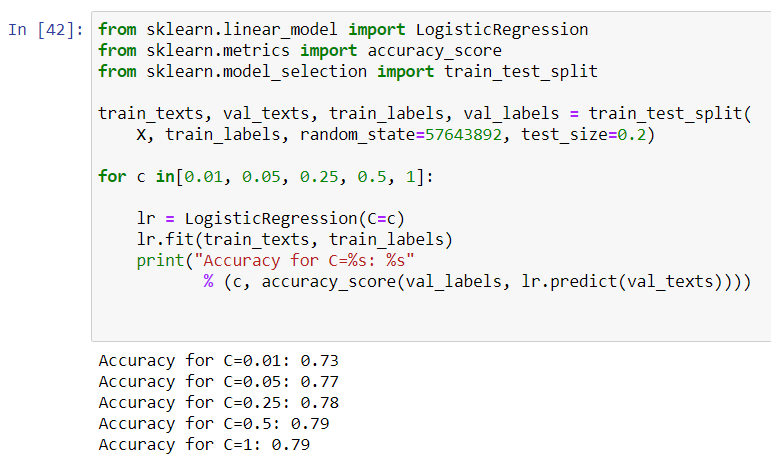 In [42]: from sklearn.linear_model import LogisticRegression
from sklearn.metrics import accuracy_score
from sklearn.model_selection import train_test_split
train_texts, val_texts, train_labels, val_labels = train_test_split(
    X, train_labels, random_state=57643892, test_size=0.2)
for c in[0.01, 0.05, 0.25, 0.5, 1]:
    lr = LogisticRegression(C=c)
    lr.fit(train_texts, train_labels)
    print("Accuracy for C=%s: %s"
          % (c, accuracy_score(val_labels, lr.predict(val_texts))))
Accuracy for C=0.01: 0.73
Accuracy for C=0.05: 0.77
Accuracy for C=0.25: 0.78
Accuracy for C=0.5: 0.79
Accuracy for C=1: 0.79